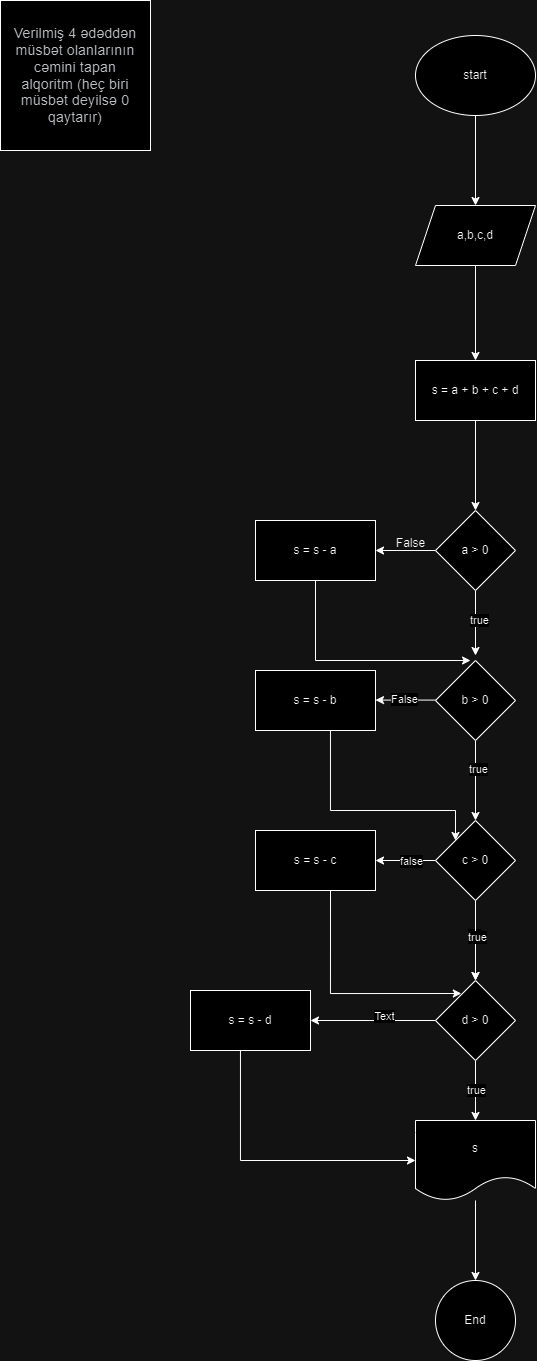 Verilmiş 4 ədəddən
müsbət olanlarının
cəmini tapan
alqoritm (heç biri
müsbət deyilsə 0
qaytarır)
start
a,b,c,d
s = a + b + c + d
a > 0
False
s = s - a
true
b > 0
False
s = s - b
true
c > 0
false
s = s - c
true
d > 0
Text
s = s - d
true
s
End